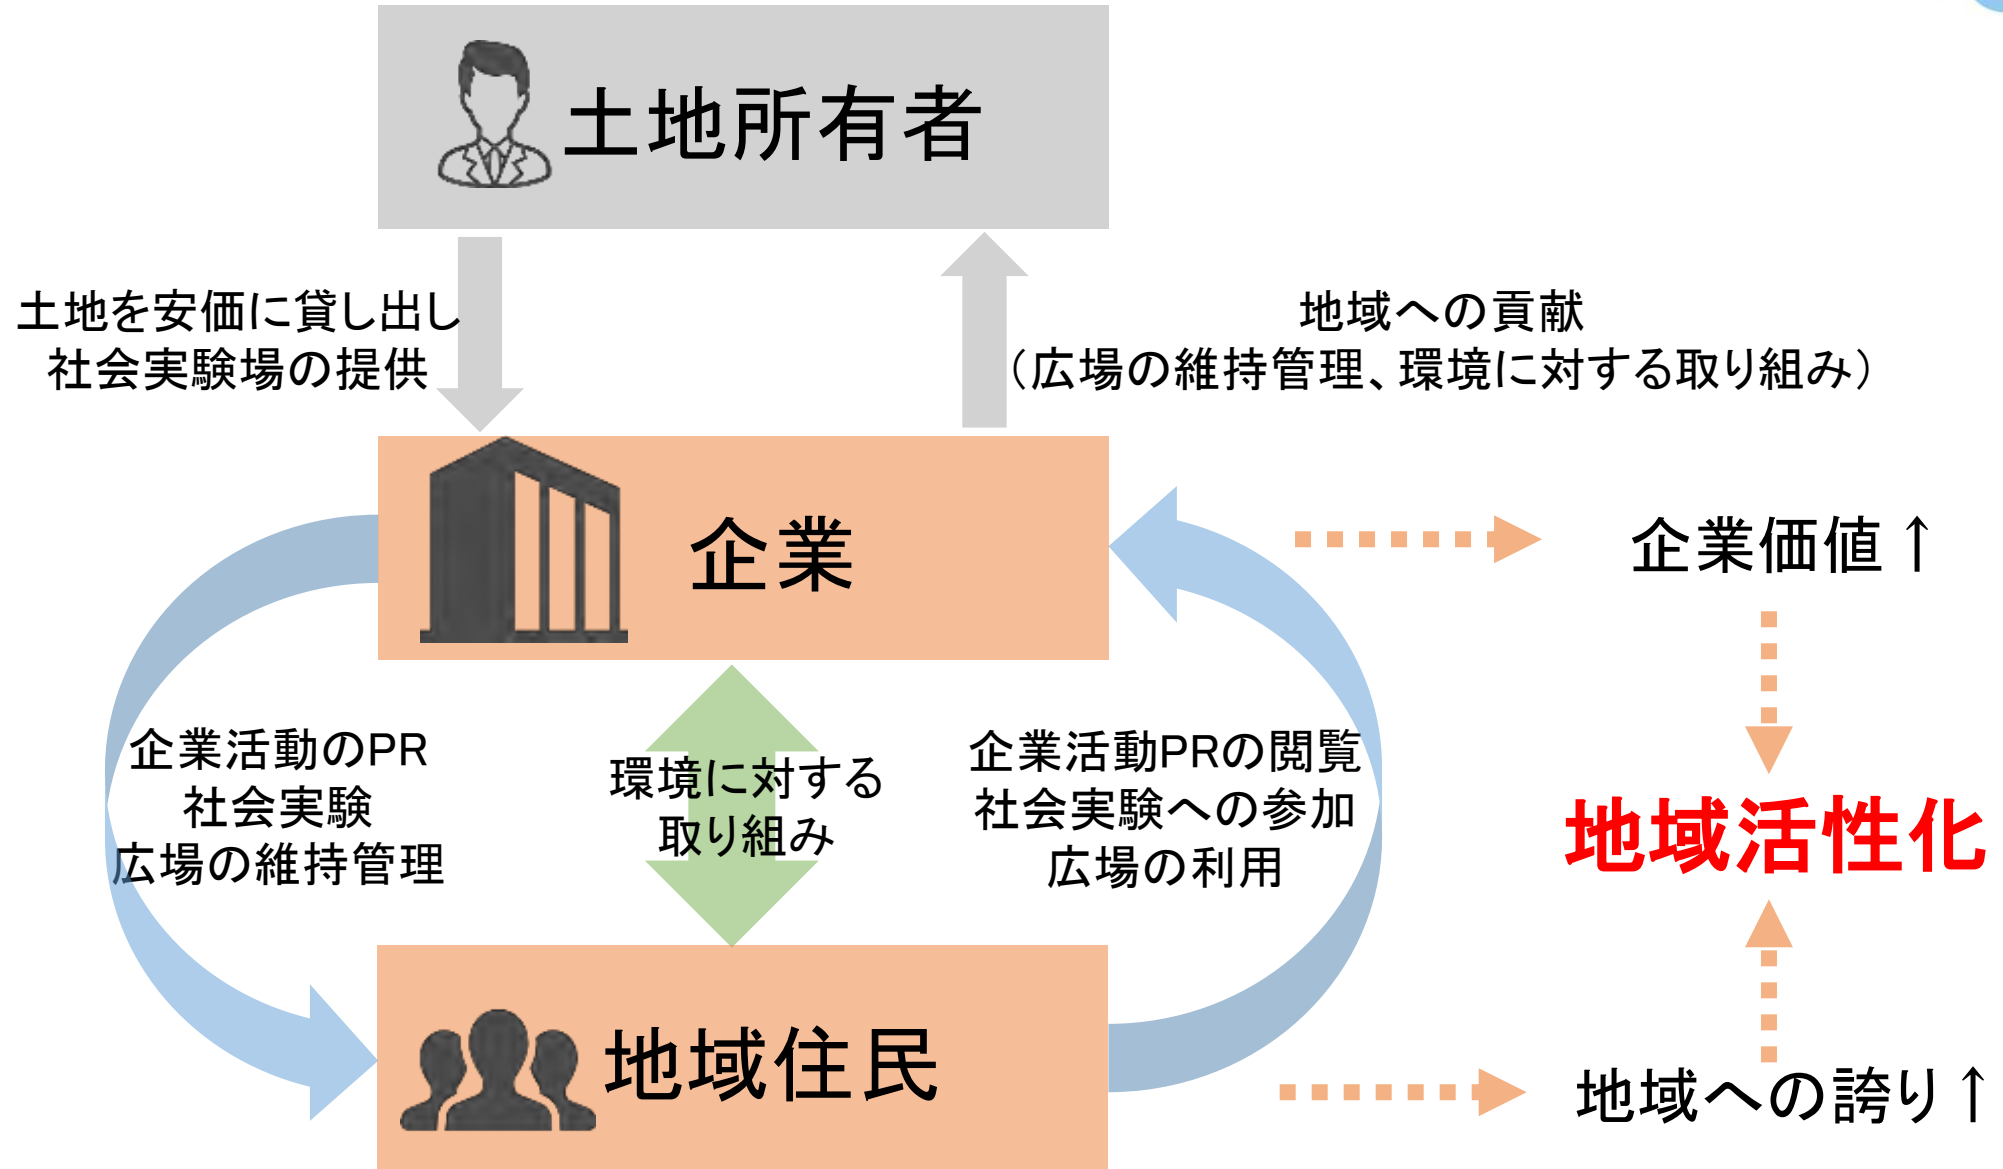 土地所有者
土地を安価に貸し出し
社会実験場の提供
地域への貢献
（広場の維持管理、環境に対する取り組み）
企業
企業価値↑
企業活動のPR
社会実験
広場の維持管理
環境に対する
取り組み
企業活動PRの閲覧
社会実験への参加
広場の利用
地域活性化
地域住民
地域への誇り↑